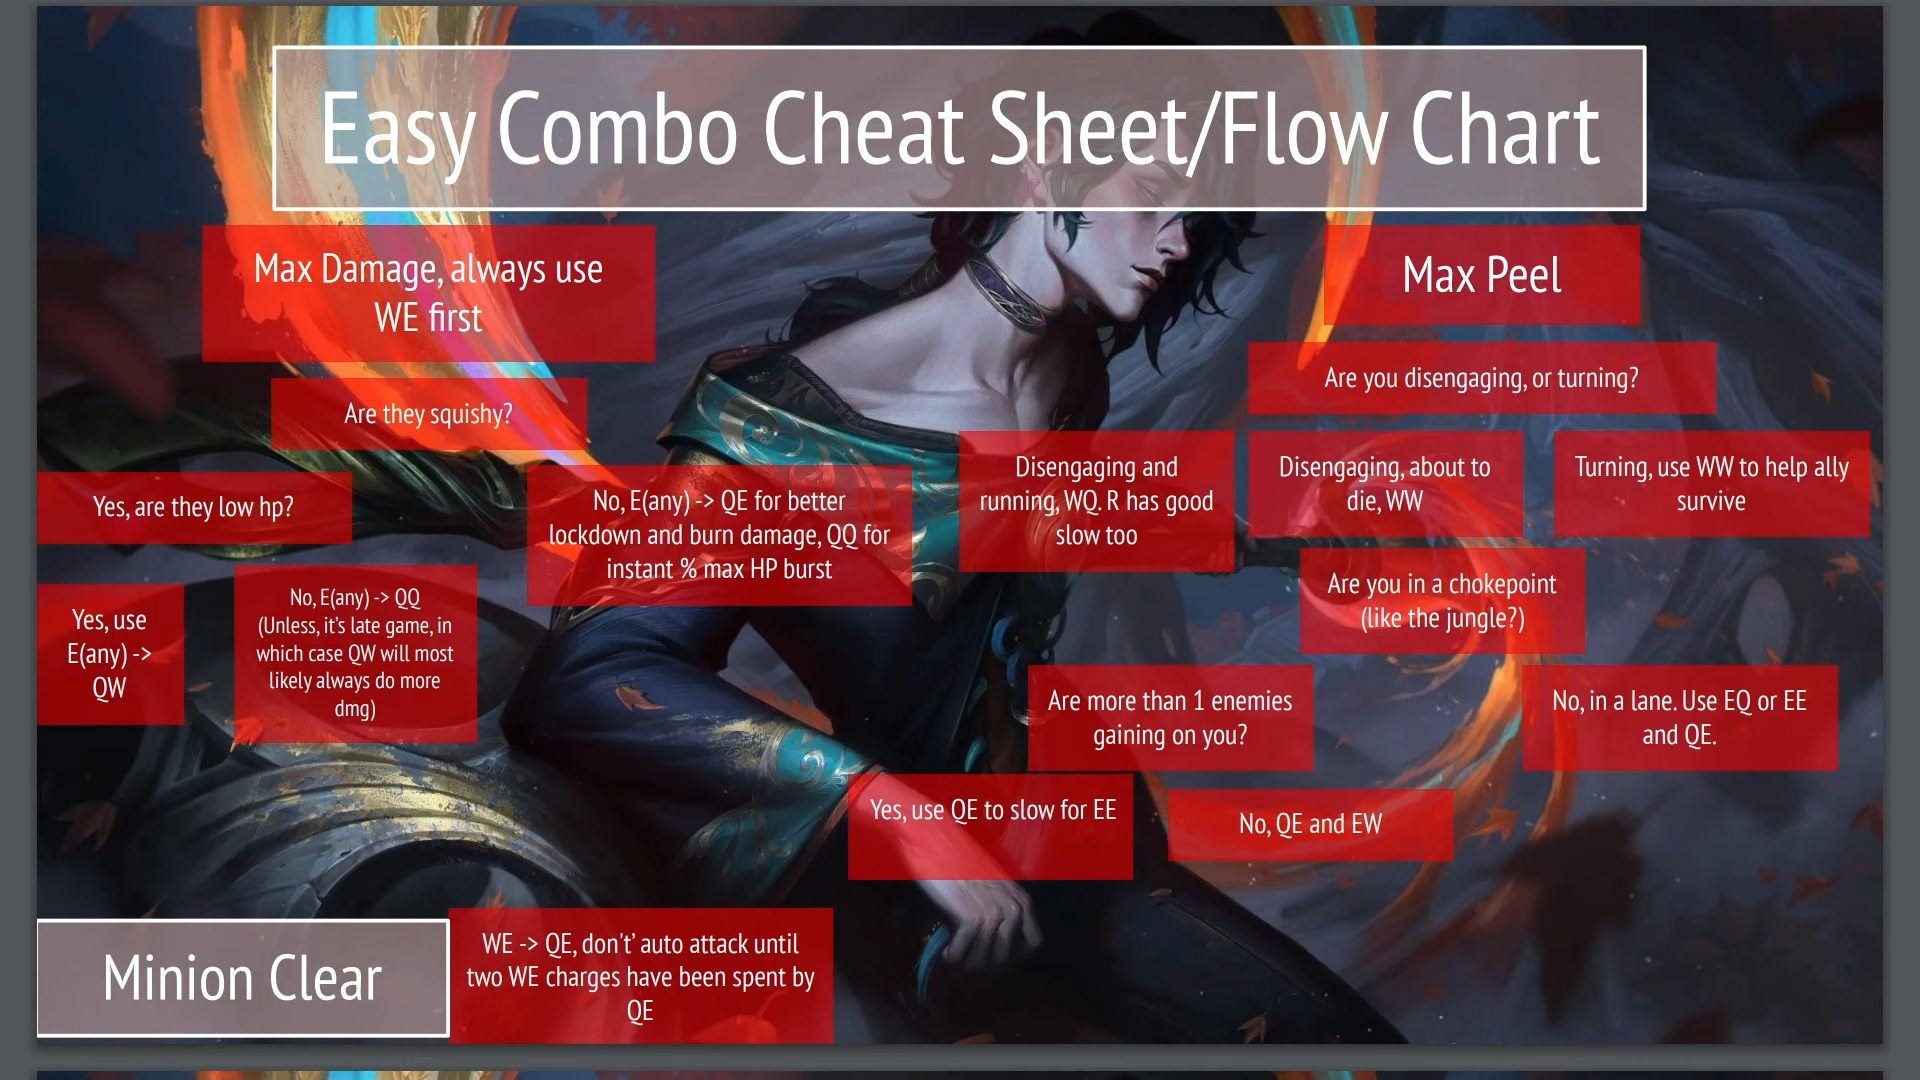 Easy Combo Cheat Sheet/Flow Chart
Max Damage, always use
WE first
Are they squishy?
Yes, are they low hp?
No, E(any) -> QE for better
lockdown and burn damage, QQ for
instant % max HP burst
Yes, use
E(any) ->
QW
No, E(any) -> QQ
(Unless, it’s late game, in
which case QW will most
likely always do more
dmg)
Max Peel
Are you disengaging, or turning?
Disengaging and
running, WQ. R has good
slow too
Disengaging, about to
die, WW
Turning, use WW to help ally
survive
Are you in a chokepoint
(like the jungle?)
Are more than 1 enemies
gaining on you?
No, in a lane. Use EQ or EE
and QE.
Yes, use QE to slow for EE
No, QE and EW
Minion Clear
WE -> QE, don't’ auto attack until
two WE charges have been spent by
QE